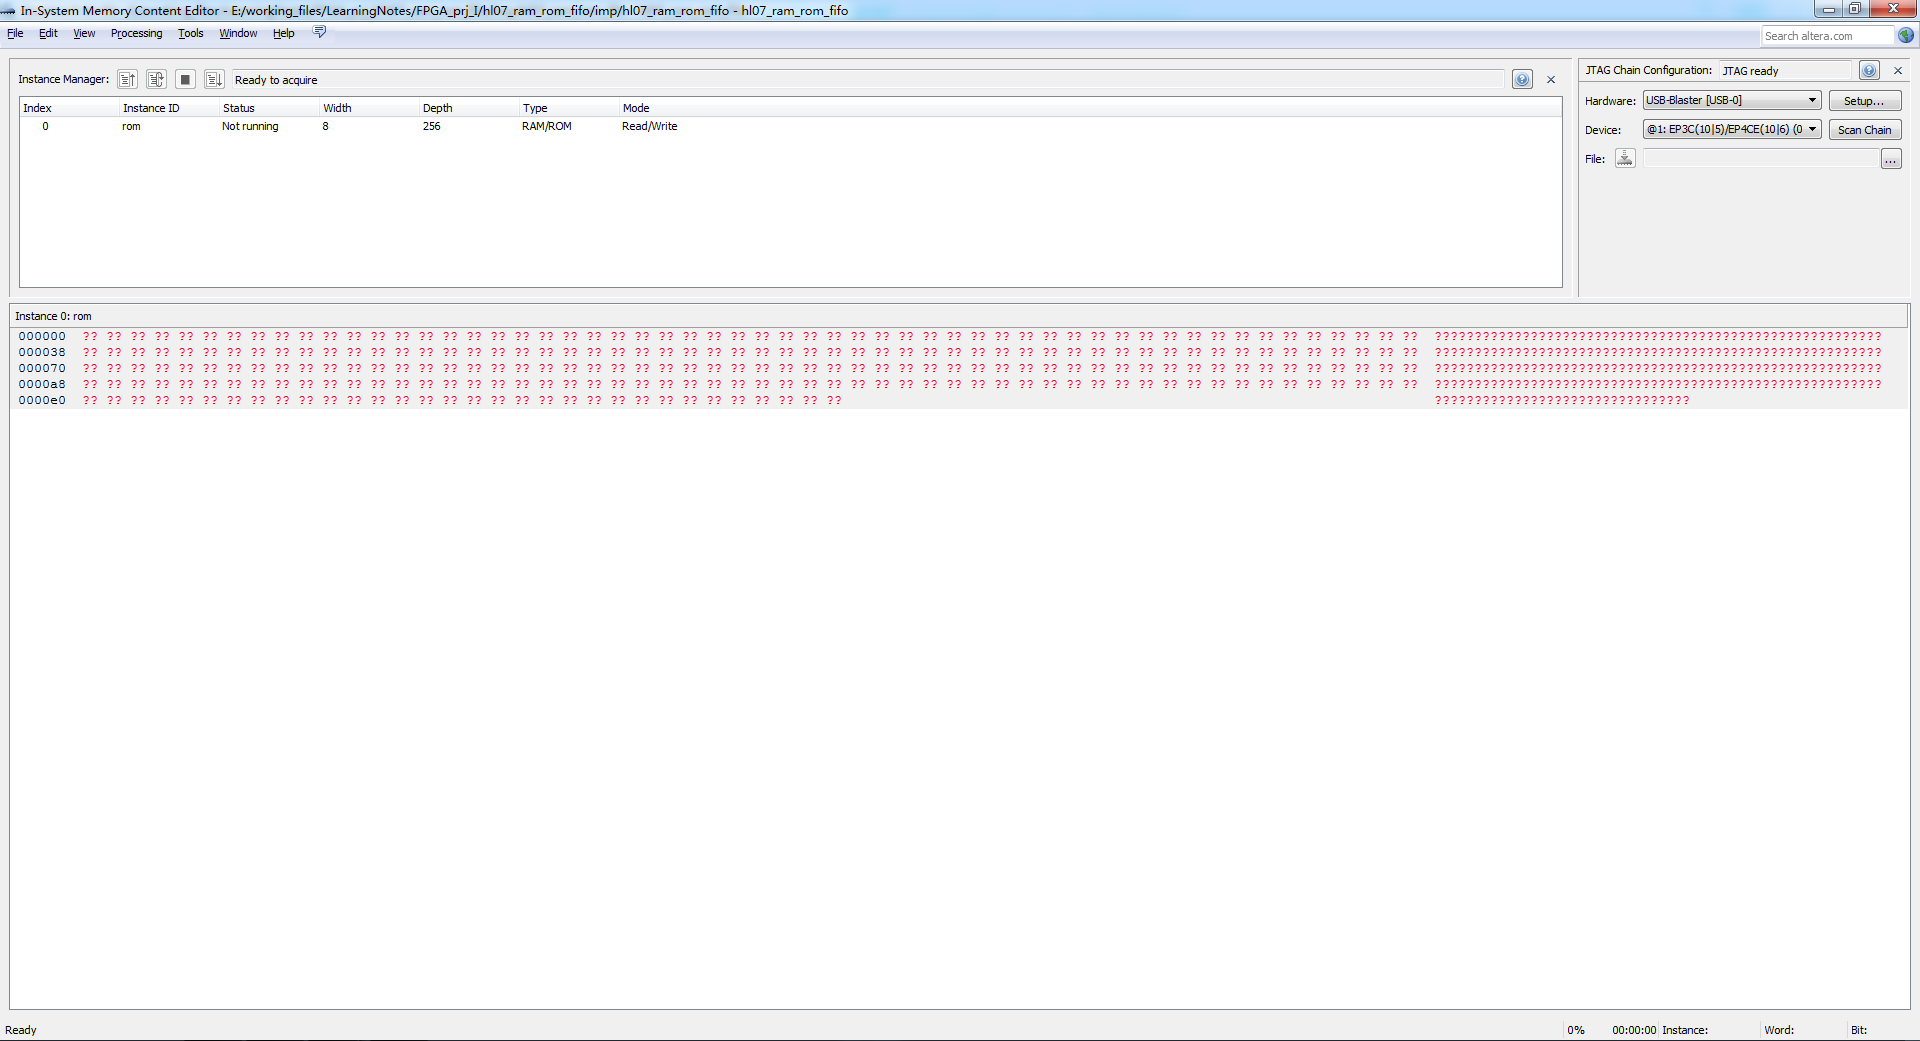 In-System Memory Content Editor - E:/working_files/LearningNotes/FPGA_prj_I/hl07_ram_rom_fifo/imp/hl07_ram_rom_fifo - hl07_ram_rom_fifo
File Edit View Processing Tools Window Help
Search altera.com
Instance Manager: Ready to acquire
Index Instance ID Status Width Depth Type Mode
0 rom Not running 8 256 RAM/ROM Read/Write
JTAG Chain Configuration: JTAG ready
Hardware: USB-Blaster [USB-0] Setup...
Device: @1: EP3C(10|5)/EP4CE(10|6) (0 Scan Chain
File: ...
Instance 0: rom
000000 ?? ?? ?? ?? ?? ?? ?? ?? ?? ?? ?? ?? ?? ?? ?? ?? ?? ?? ?? ?? ?? ?? ?? ?? ?? ?? ?? ?? ?? ?? ?? ?? ?? ?? ?? ?? ?? ?? ?? ?? ?? ?? ?? ?? ?? ?? ?? ?? ?? ?? ?? ?? ?? ?? ?? ?? ????????????????????????????????????????????????????????
000038 ?? ?? ?? ?? ?? ?? ?? ?? ?? ?? ?? ?? ?? ?? ?? ?? ?? ?? ?? ?? ?? ?? ?? ?? ?? ?? ?? ?? ?? ?? ?? ?? ?? ?? ?? ?? ?? ?? ?? ?? ?? ?? ?? ?? ?? ?? ?? ?? ?? ?? ?? ?? ?? ?? ?? ?? ????????????????????????????????????????????????????????
000070 ?? ?? ?? ?? ?? ?? ?? ?? ?? ?? ?? ?? ?? ?? ?? ?? ?? ?? ?? ?? ?? ?? ?? ?? ?? ?? ?? ?? ?? ?? ?? ?? ?? ?? ?? ?? ?? ?? ?? ?? ?? ?? ?? ?? ?? ?? ?? ?? ?? ?? ?? ?? ?? ?? ?? ?? ????????????????????????????????????????????????????????
0000a8 ?? ?? ?? ?? ?? ?? ?? ?? ?? ?? ?? ?? ?? ?? ?? ?? ?? ?? ?? ?? ?? ?? ?? ?? ?? ?? ?? ?? ?? ?? ?? ?? ?? ?? ?? ?? ?? ?? ?? ?? ?? ?? ?? ?? ?? ?? ?? ?? ?? ?? ?? ?? ?? ?? ?? ?? ????????????????????????????????????????????????????????
0000e0 ?? ?? ?? ?? ?? ?? ?? ?? ?? ?? ?? ?? ?? ?? ?? ?? ?? ?? ?? ?? ?? ?? ?? ?? ?? ?? ?? ?? ?? ?? ?? ?? ????????????????????????????????
Ready 0% 00:00:00 Instance: Word: Bit: